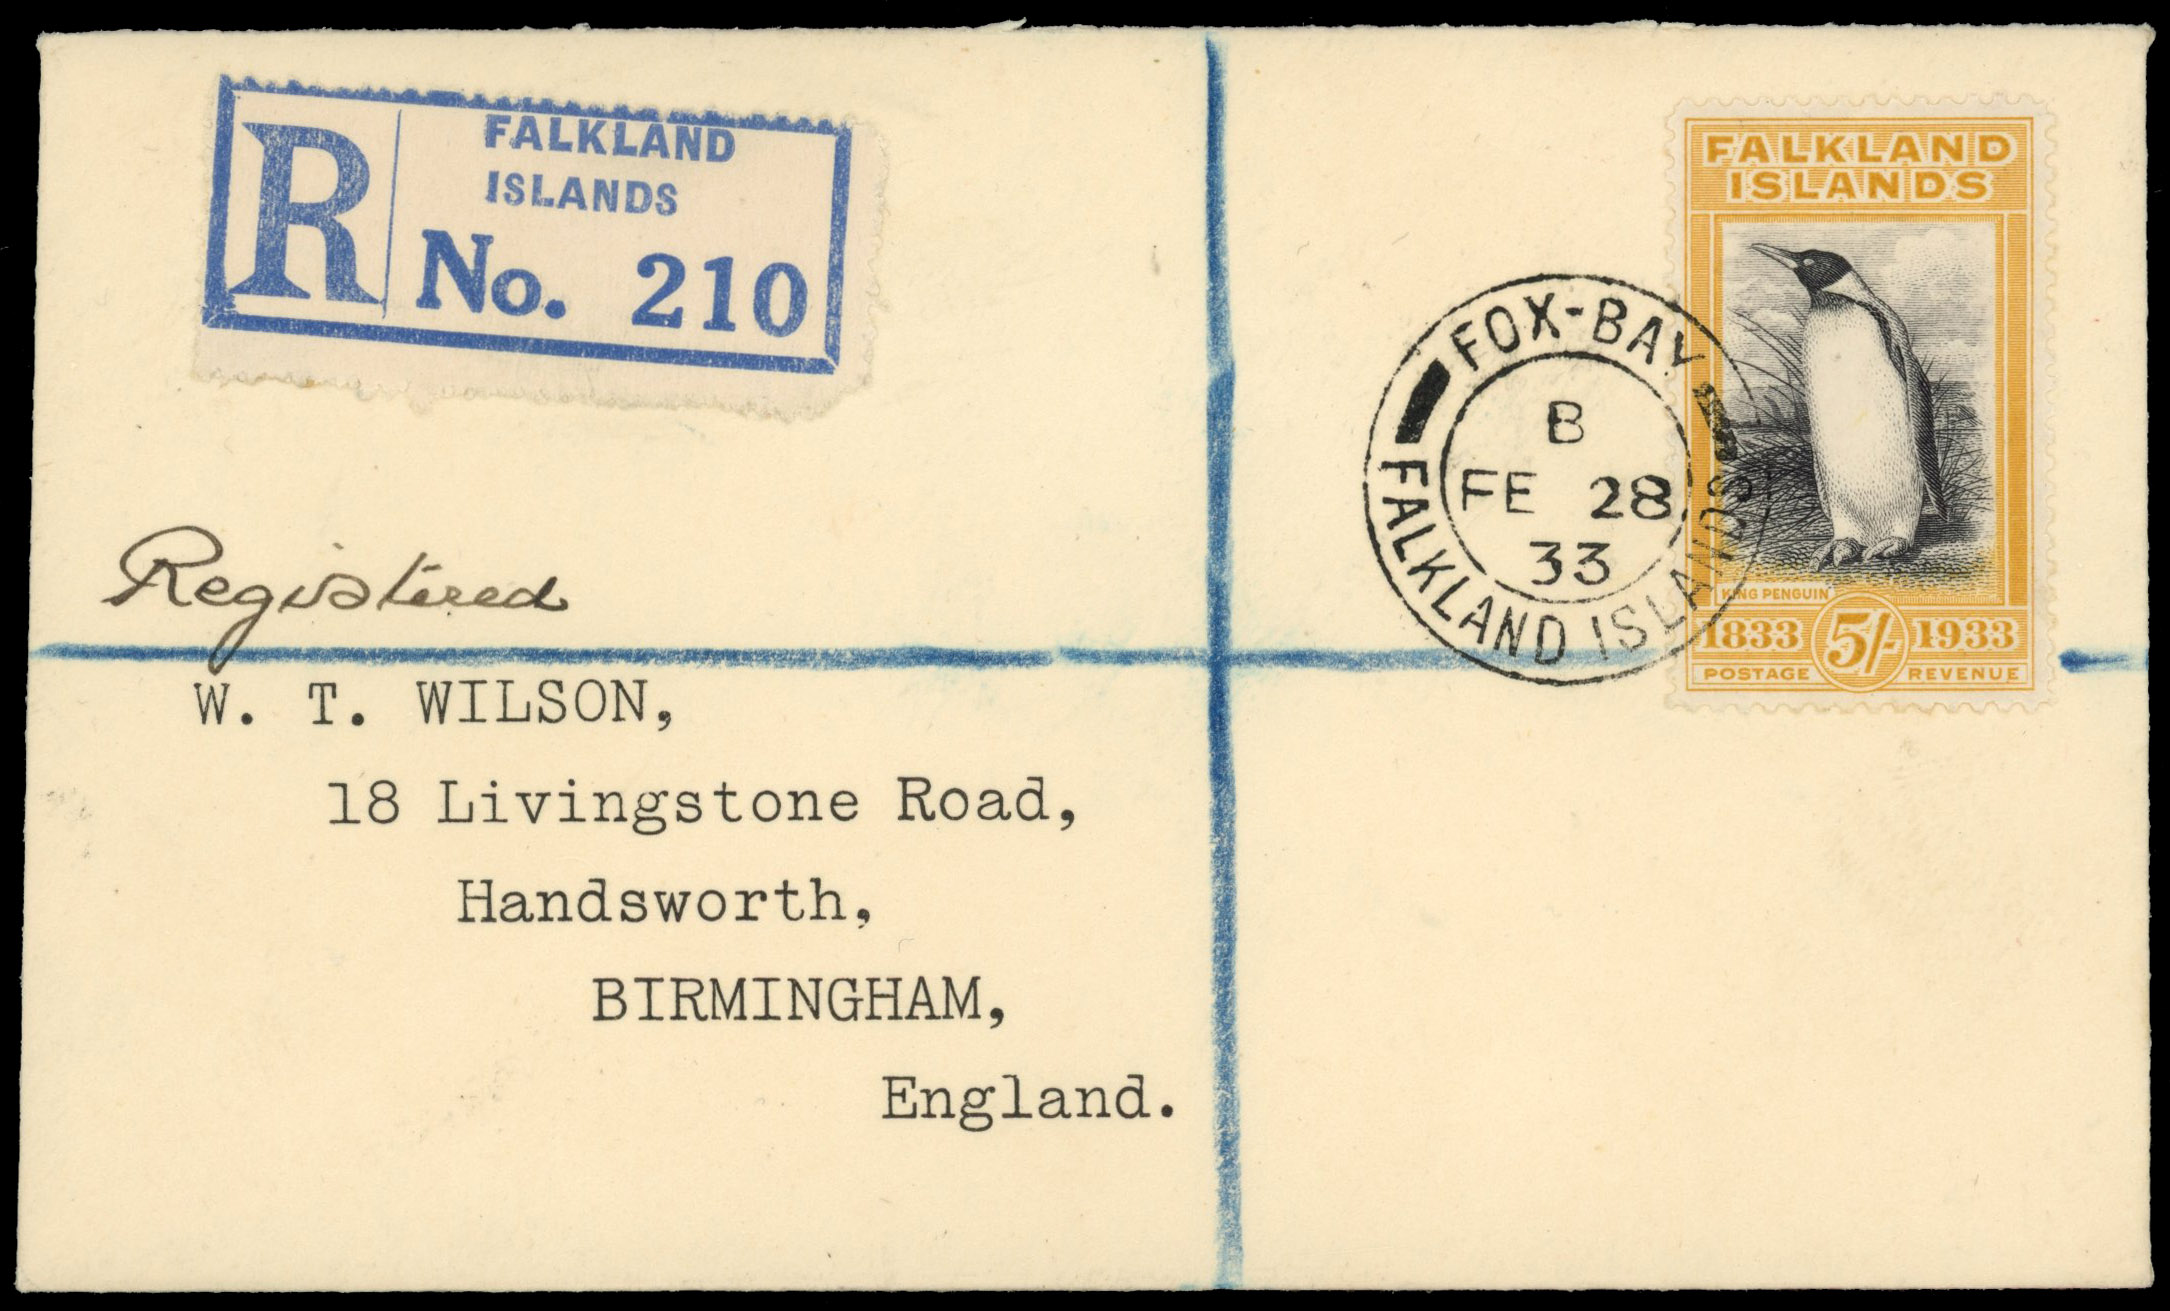 R
FALKLAND
ISLANDS
No. 210
FALKLAND
ISLANDS
KING PENGUIN
1833 5/- 1933
POSTAGE REVENUE
FOX-BAY
B
FE 28
33
FALKLAND ISLANDS
Registered
W. T. WILSON,
18 Livingstone Road,
Handsworth,
BIRMINGHAM,
England.